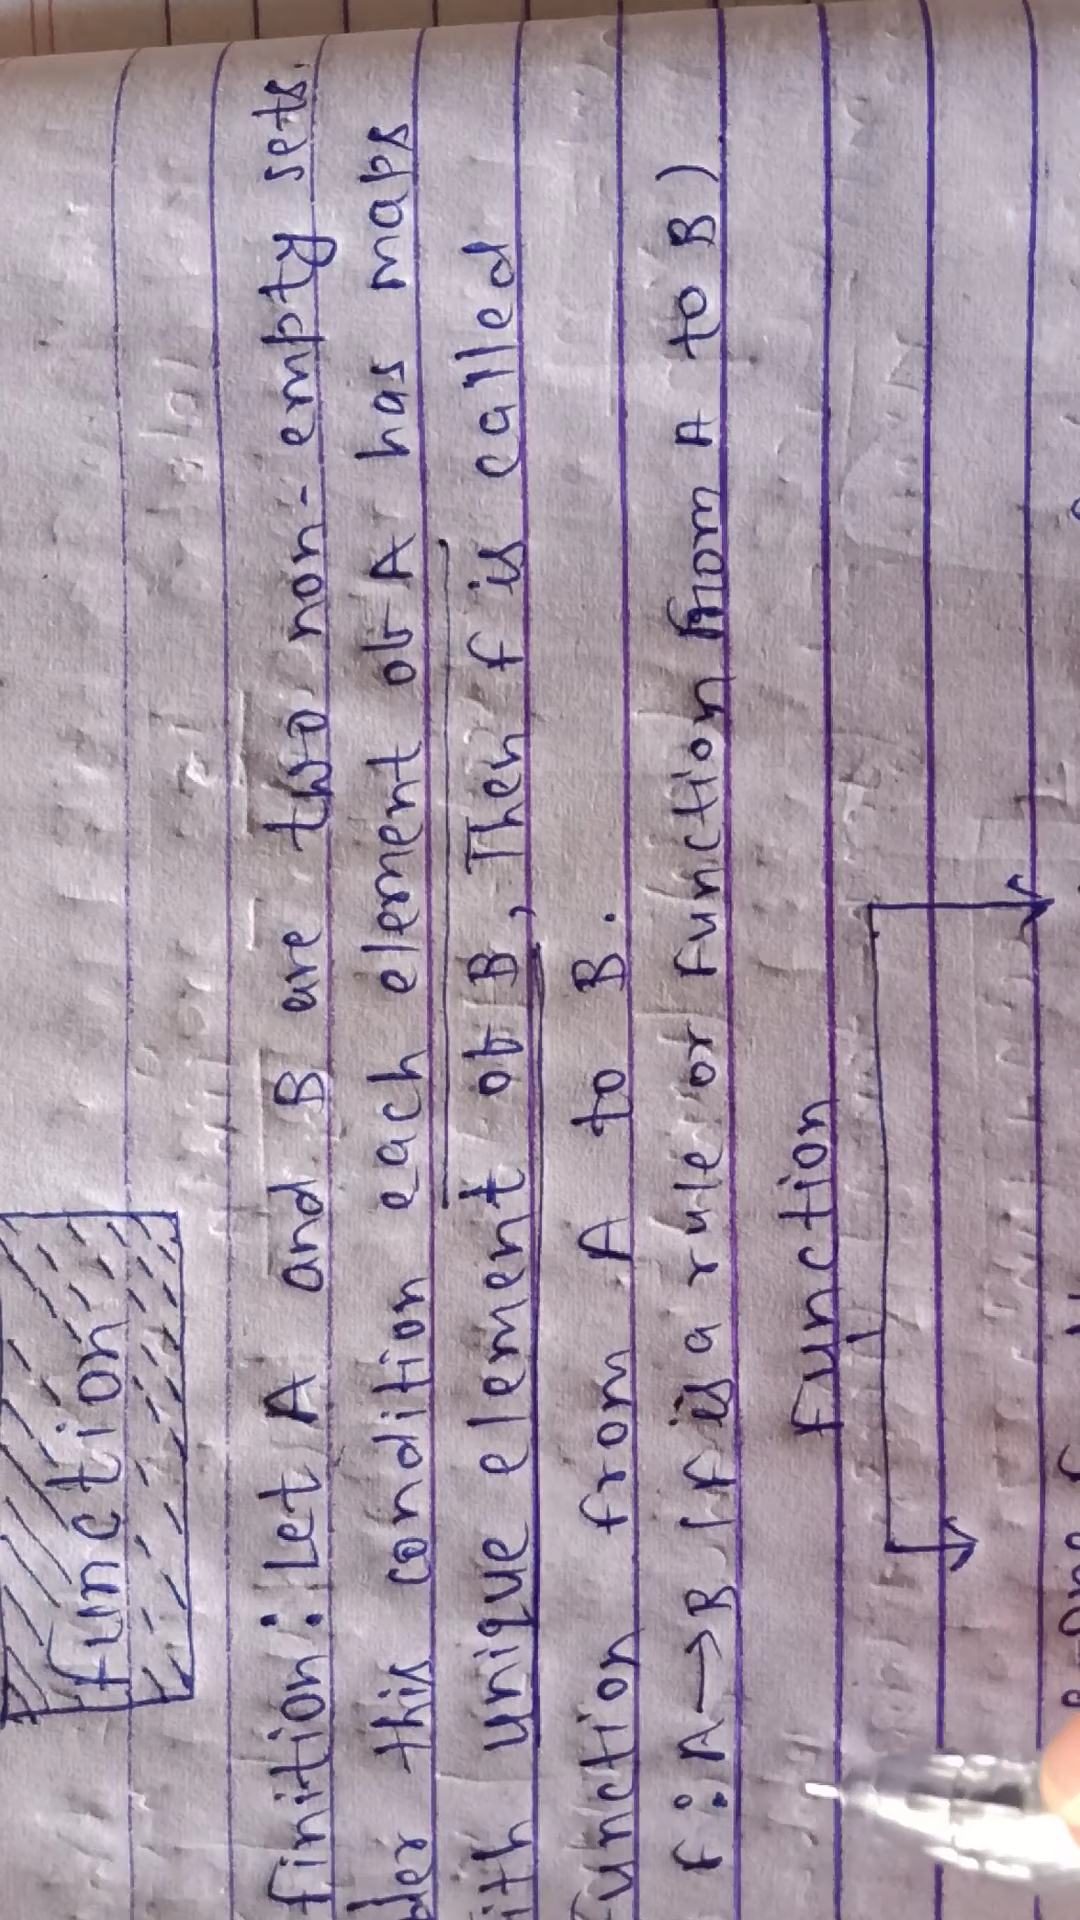 function
finition: Let A and B are two non-empty sets.
der this condition each element of A has maps
ith unique element of B, Then f is called
function from A to B.
f: A→B [f is a rule or function from A to B)
Function